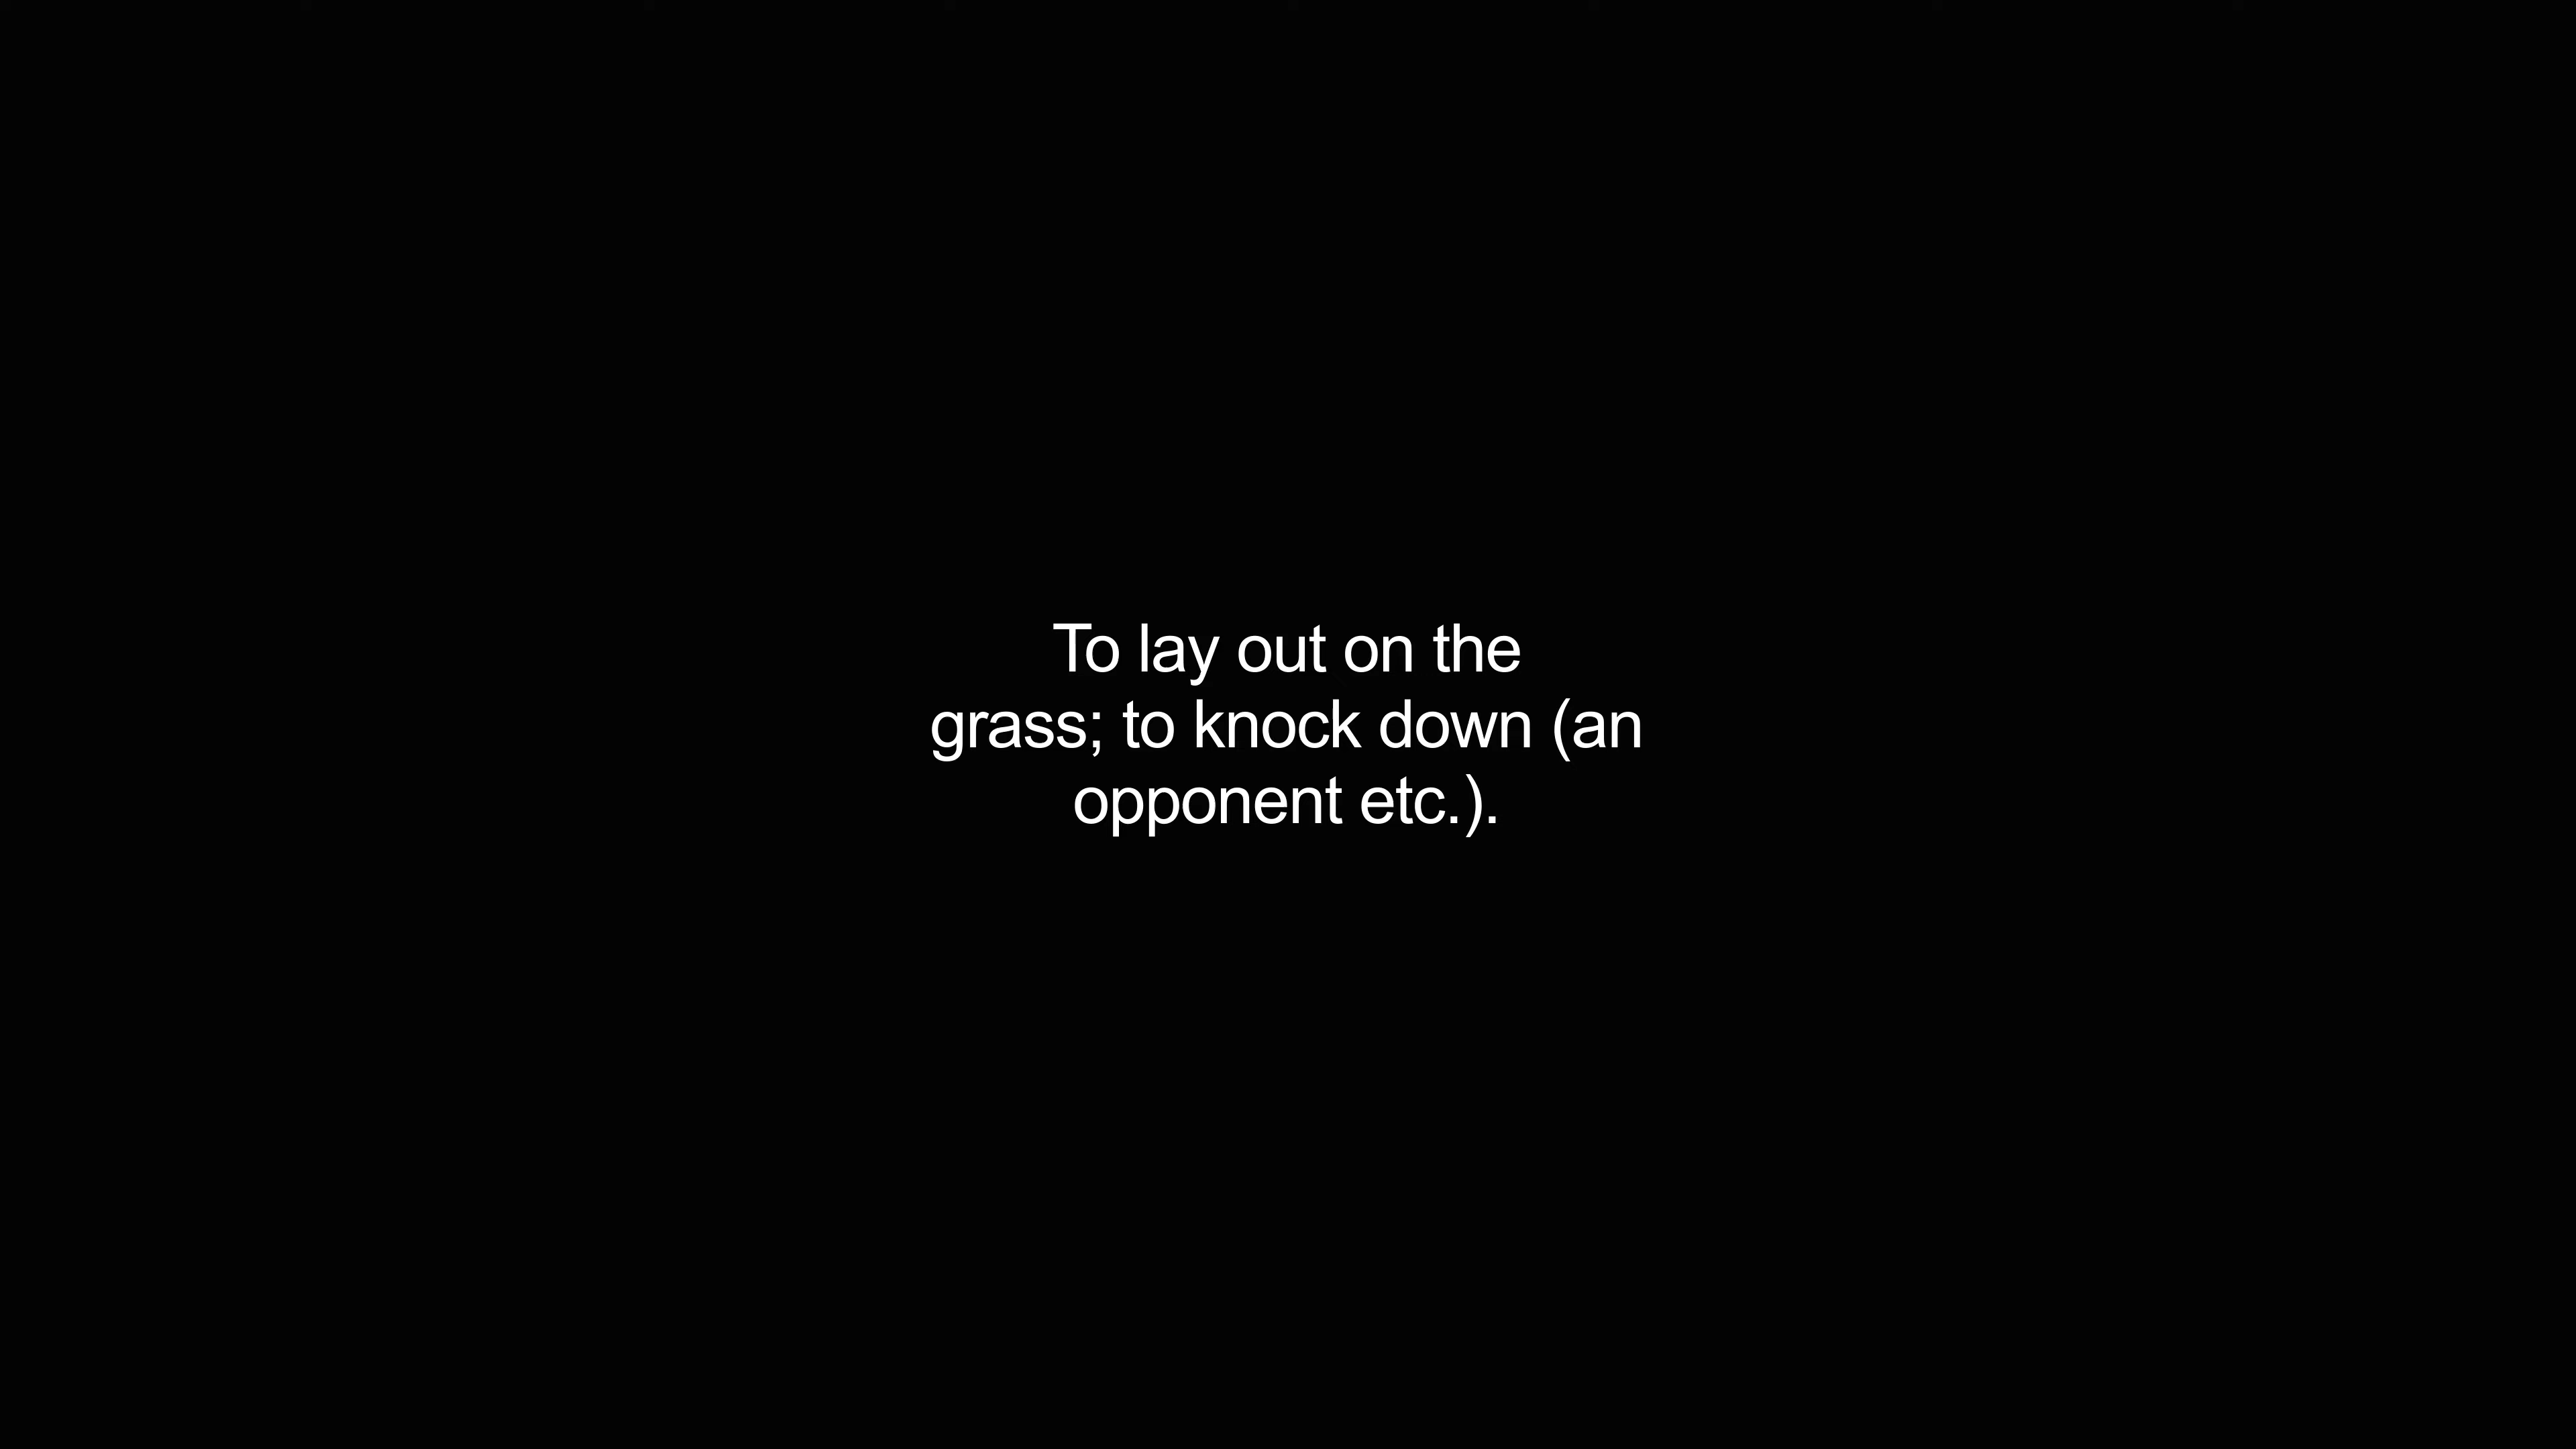 To lay out on the
grass; to knock down (an
opponent etc.).